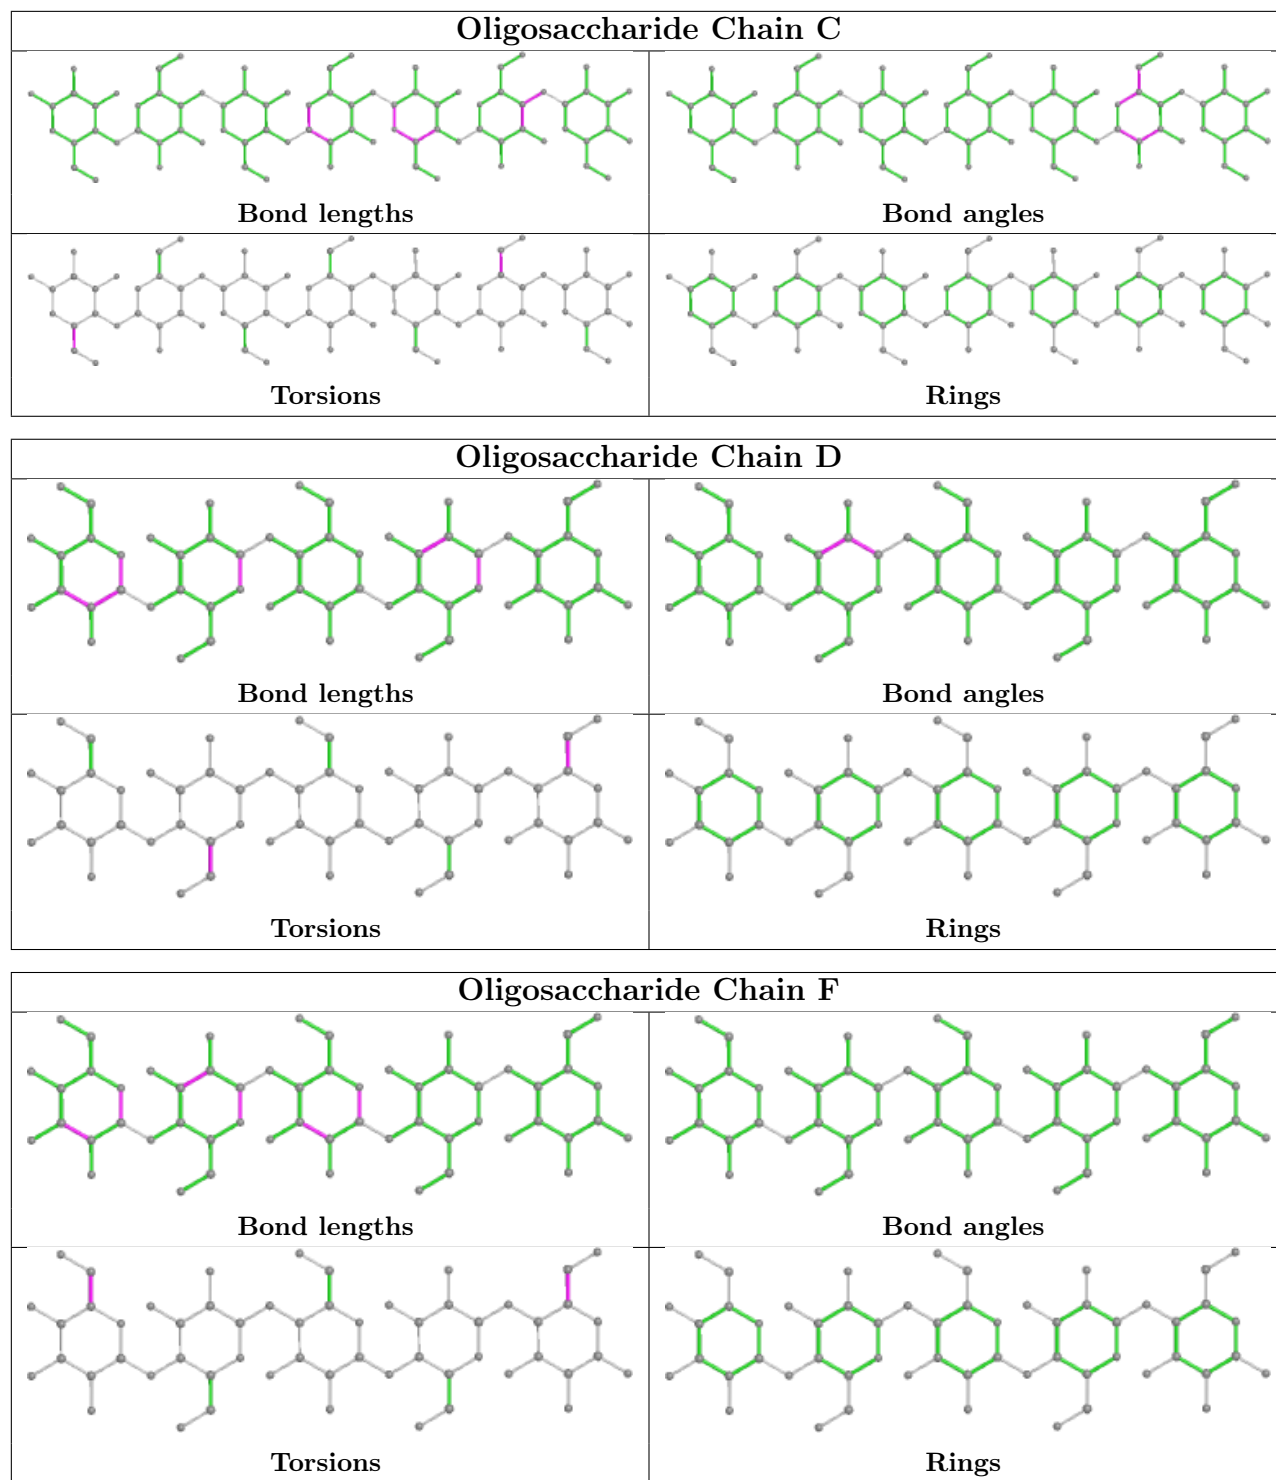 Oligosaccharide Chain C
Bond lengths
Bond angles
Torsions
Rings
Oligosaccharide Chain D
Bond lengths
Bond angles
Torsions
Rings
Oligosaccharide Chain F
Bond lengths
Bond angles
Torsions
Rings